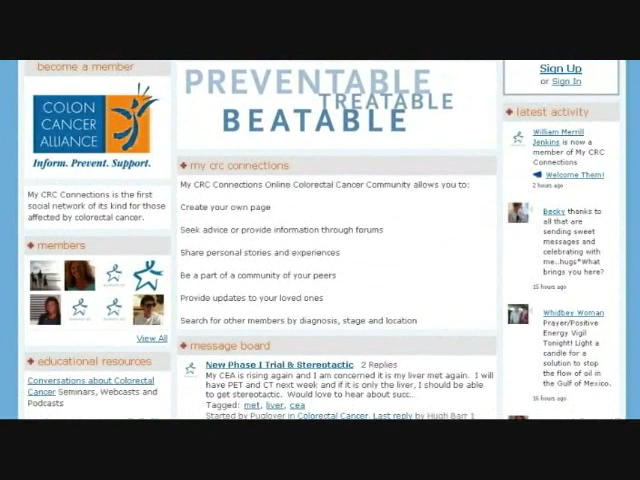 become a member
COLON
CANCER
ALLIANCE
Inform. Prevent. Support.
My CRC Connections is the first
social network of its kind for those
affected by colorectal cancer.
members
View All
educational resources
Conversations about Colorectal
Cancer Seminars, Webcasts and
Podcasts
PREVENTABLE
TREATABLE
BEATABLE
my crc connections
My CRC Connections Online Colorectal Cancer Community allows you to:
Create your own page
Seek advice or provide information through forums
Share personal stories and experiences
Be a part of a community of your peers
Provide updates to your loved ones
Search for other members by diagnosis, stage and location
message board
New Phase I Trial & Stereotactic 2 Replies
My CEA is rising again and I am concerned it is my liver met again. I will
have PET and CT next week and if it is only the liver, I should be able
to get stereotactic. Would love to hear about succ...
Tagged: met, liver, cea
Started by Puglover in Colorectal Cancer. Last reply by Hugh Barr 1
Sign Up
or Sign In
latest activity
William Merrill
Jenkins is now a
member of My CRC
Connections
Welcome Them!
2 hours ago
Becky thanks to
all that are
sending sweet
messages and
celebrating with
me..hugs*What
brings you here?
15 hours ago
Whidbey Woman
Prayer/Positive
Energy Vigil
Tonight! Light a
candle for a
solution to stop
the flow of oil in
the Gulf of Mexico.
16 hours ago